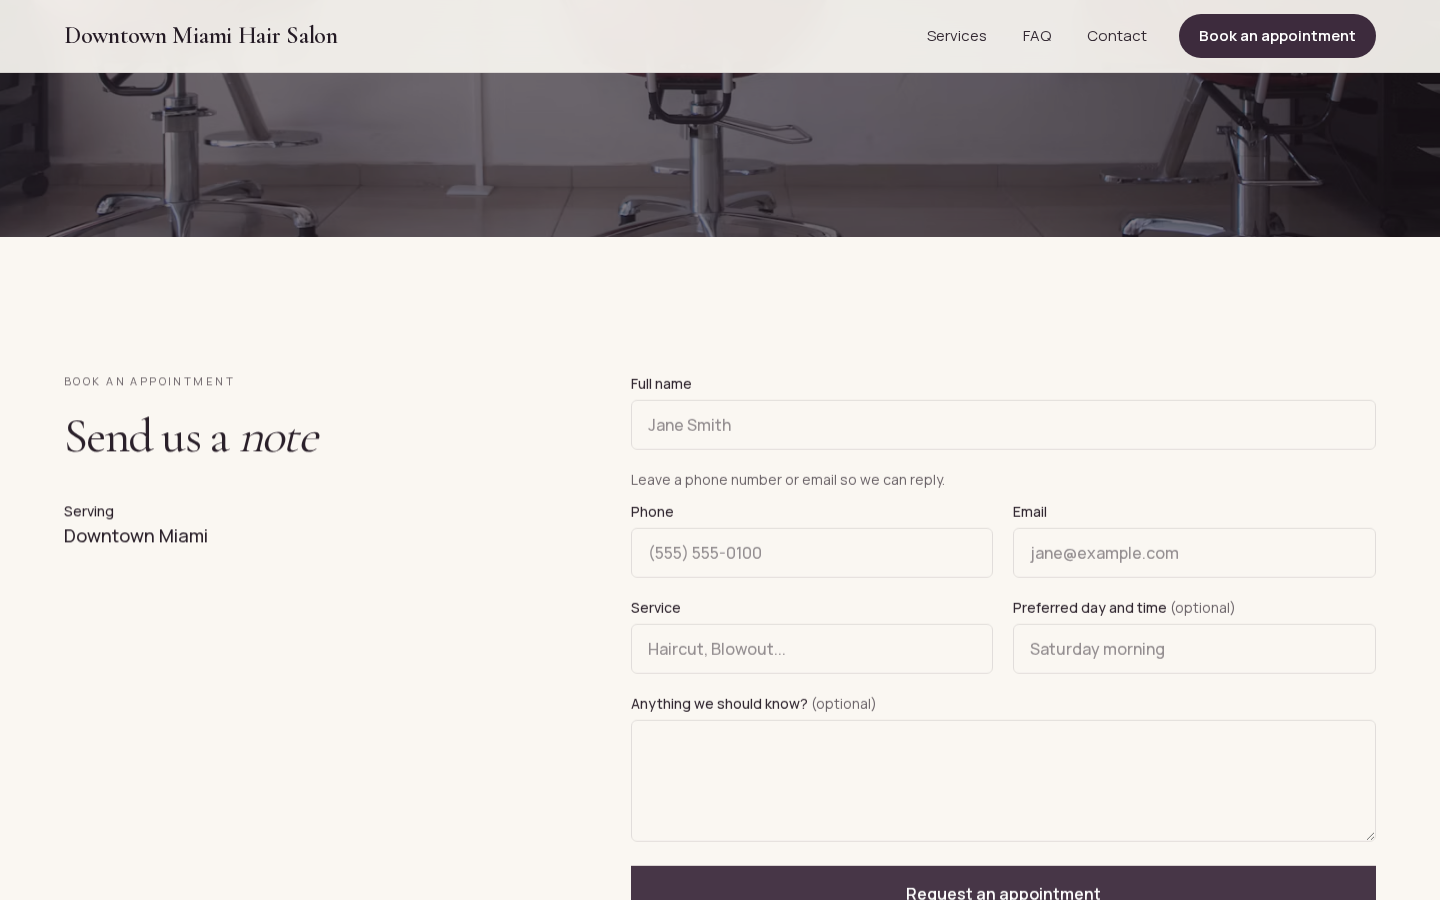 Downtown Miami Hair Salon
Services
FAQ
Contact
Book an appointment
BOOK AN APPOINTMENT
Send us a note
Serving
Downtown Miami
Full name
Jane Smith
Leave a phone number or email so we can reply.
Phone
Email
(555) 555-0100
jane@example.com
Service
Preferred day and time (optional)
Haircut, Blowout...
Saturday morning
Anything we should know? (optional)
Request an appointment